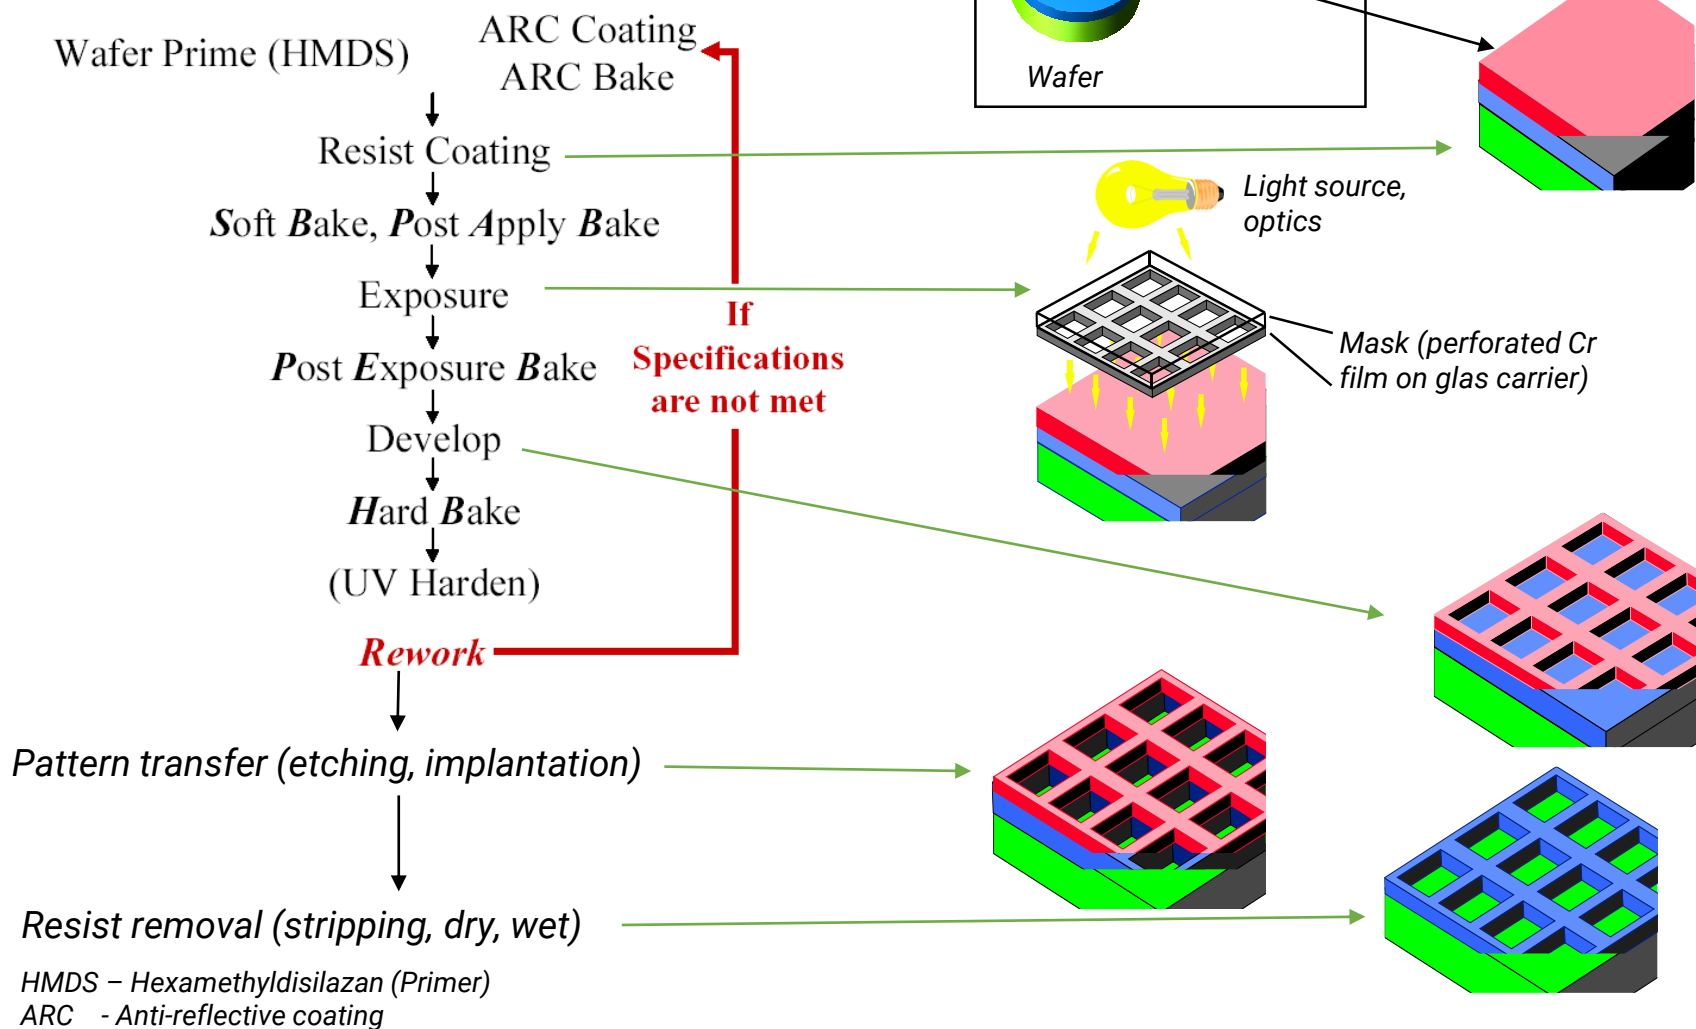 Wafer Prime (HMDS)
ARC Coating
ARC Bake
Wafer
Resist Coating
Soft Bake, Post Apply Bake
Light source,
optics
Exposure
If
Specifications
are not met
Mask (perforated Cr
film on glas carrier)
Post Exposure Bake
Develop
Hard Bake
(UV Harden)
Rework
Pattern transfer (etching, implantation)
Resist removal (stripping, dry, wet)
HMDS – Hexamethyldisilazan (Primer)
ARC - Anti-reflective coating